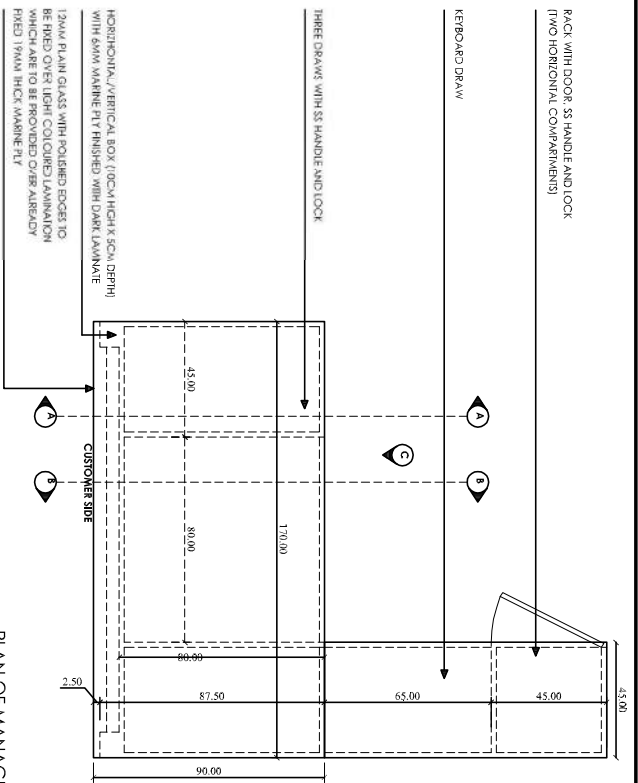 RACK WITH DOOR, SS HANDLE AND LOCK
(TWO HORIZONTAL COMPARTMENTS)
KEYBOARD DRAW
THREE DRAWS WITH SS HANDLE AND LOCK
HORIZHONTAL/VERTICAL BOX (10CM HIGH X 5CM DEPTH)
WITH 6MM MARINE PLY FINISHED WITH DARK LAMINATE
12MM PLAIN GLASS WITH POLISHED EDGES TO
BE FIXED OVER LIGHT COLOURED LAMINATION
WHICH ARE TO BE PROVIDED OVER ALREADY
FIXED 19MM THICK MARINE PLY
45.00
45.00
65.00
87.50
2.50
90.00
80.00
170.00
80.00
45.00
A
B
C
A
B
CUSTOMER SIDE